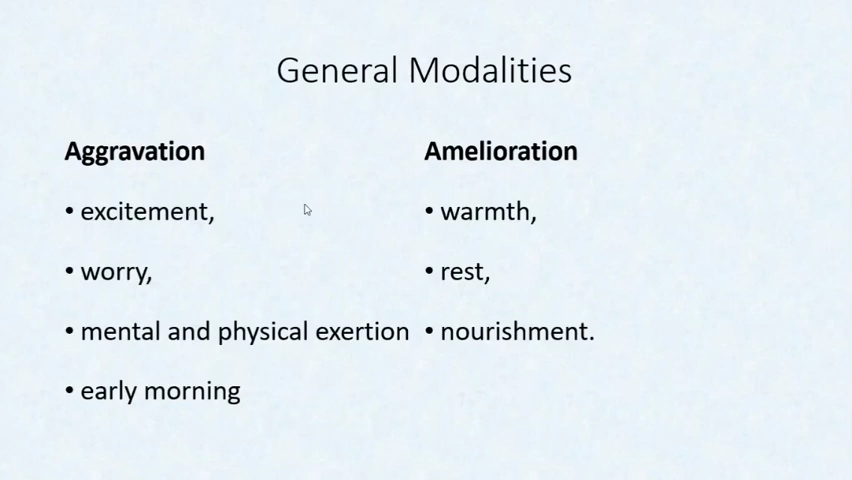 General Modalities
Aggravation
• excitement,
• worry,
• mental and physical exertion
• early morning
Amelioration
• warmth,
• rest,
• nourishment.